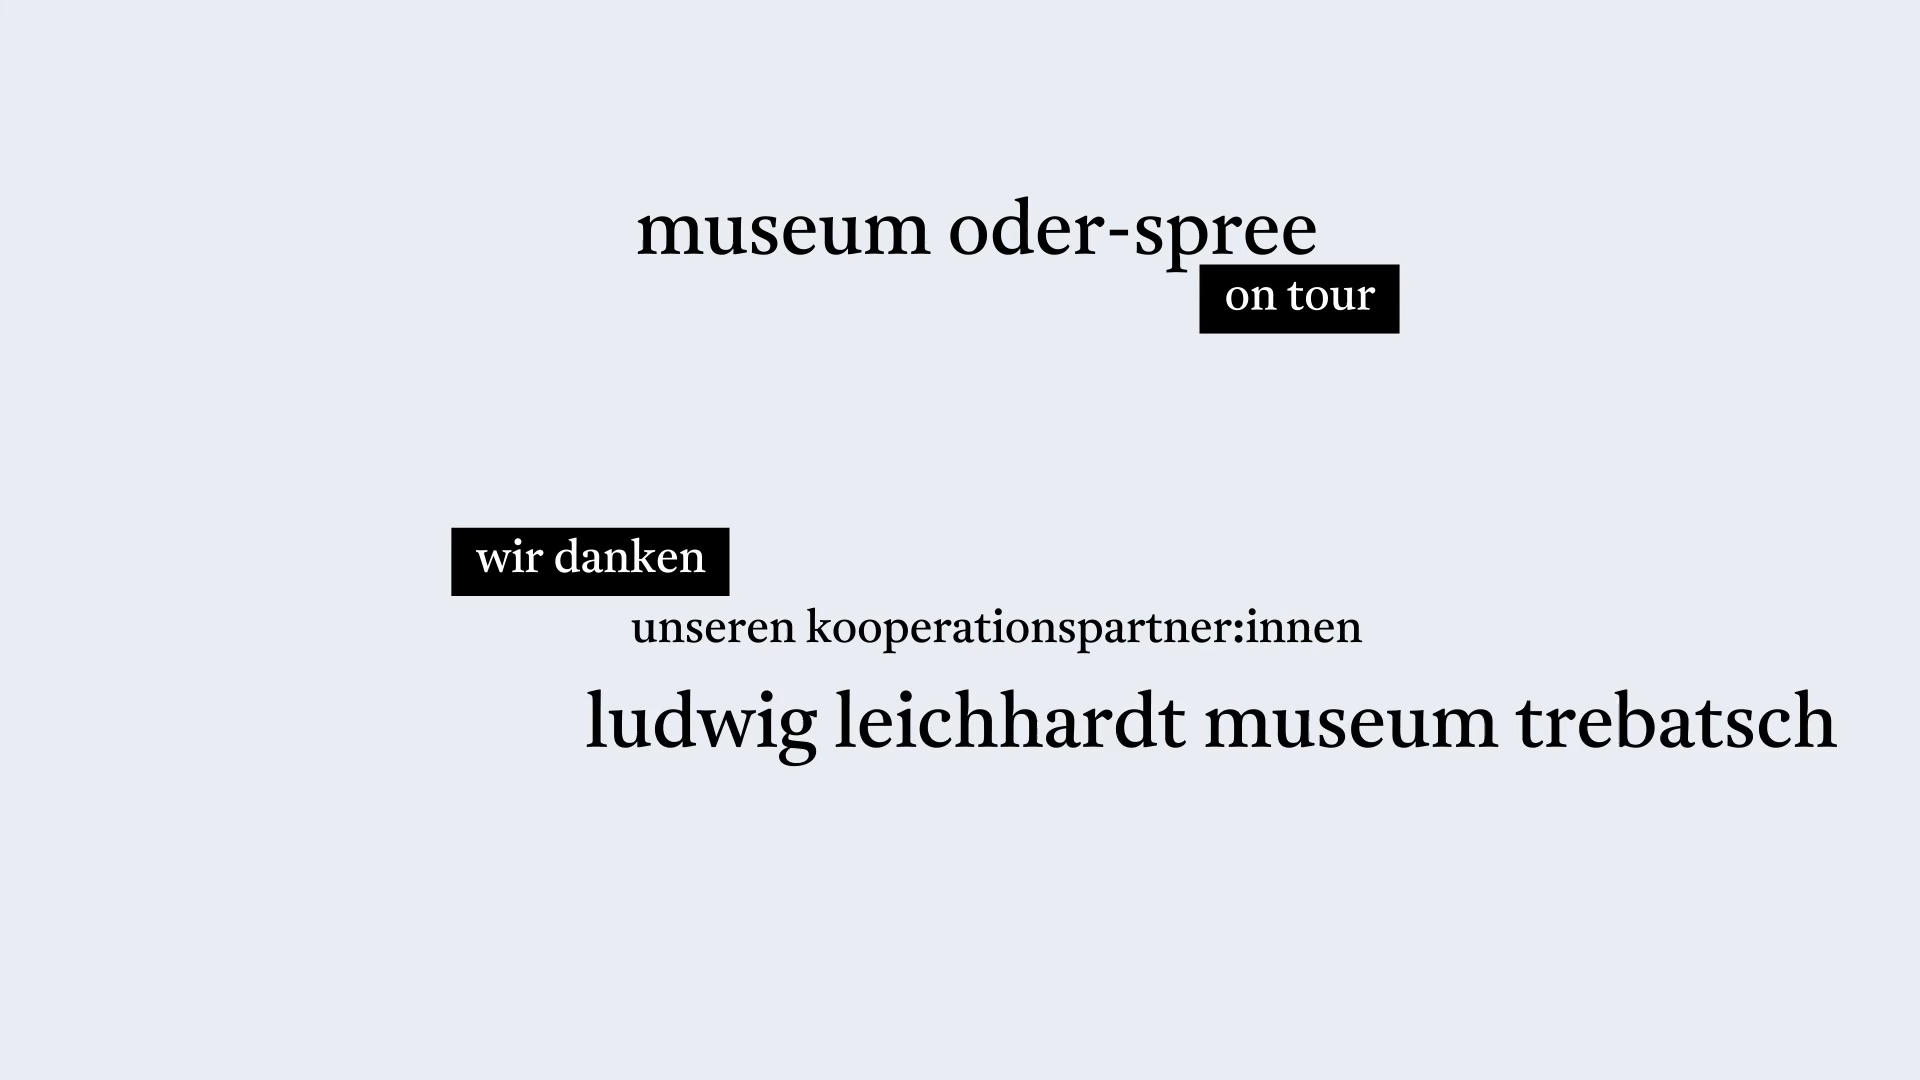 museum oder-spree
on tour
wir danken
unseren kooperationspartner:innen
ludwig leichhardt museum trebatsch